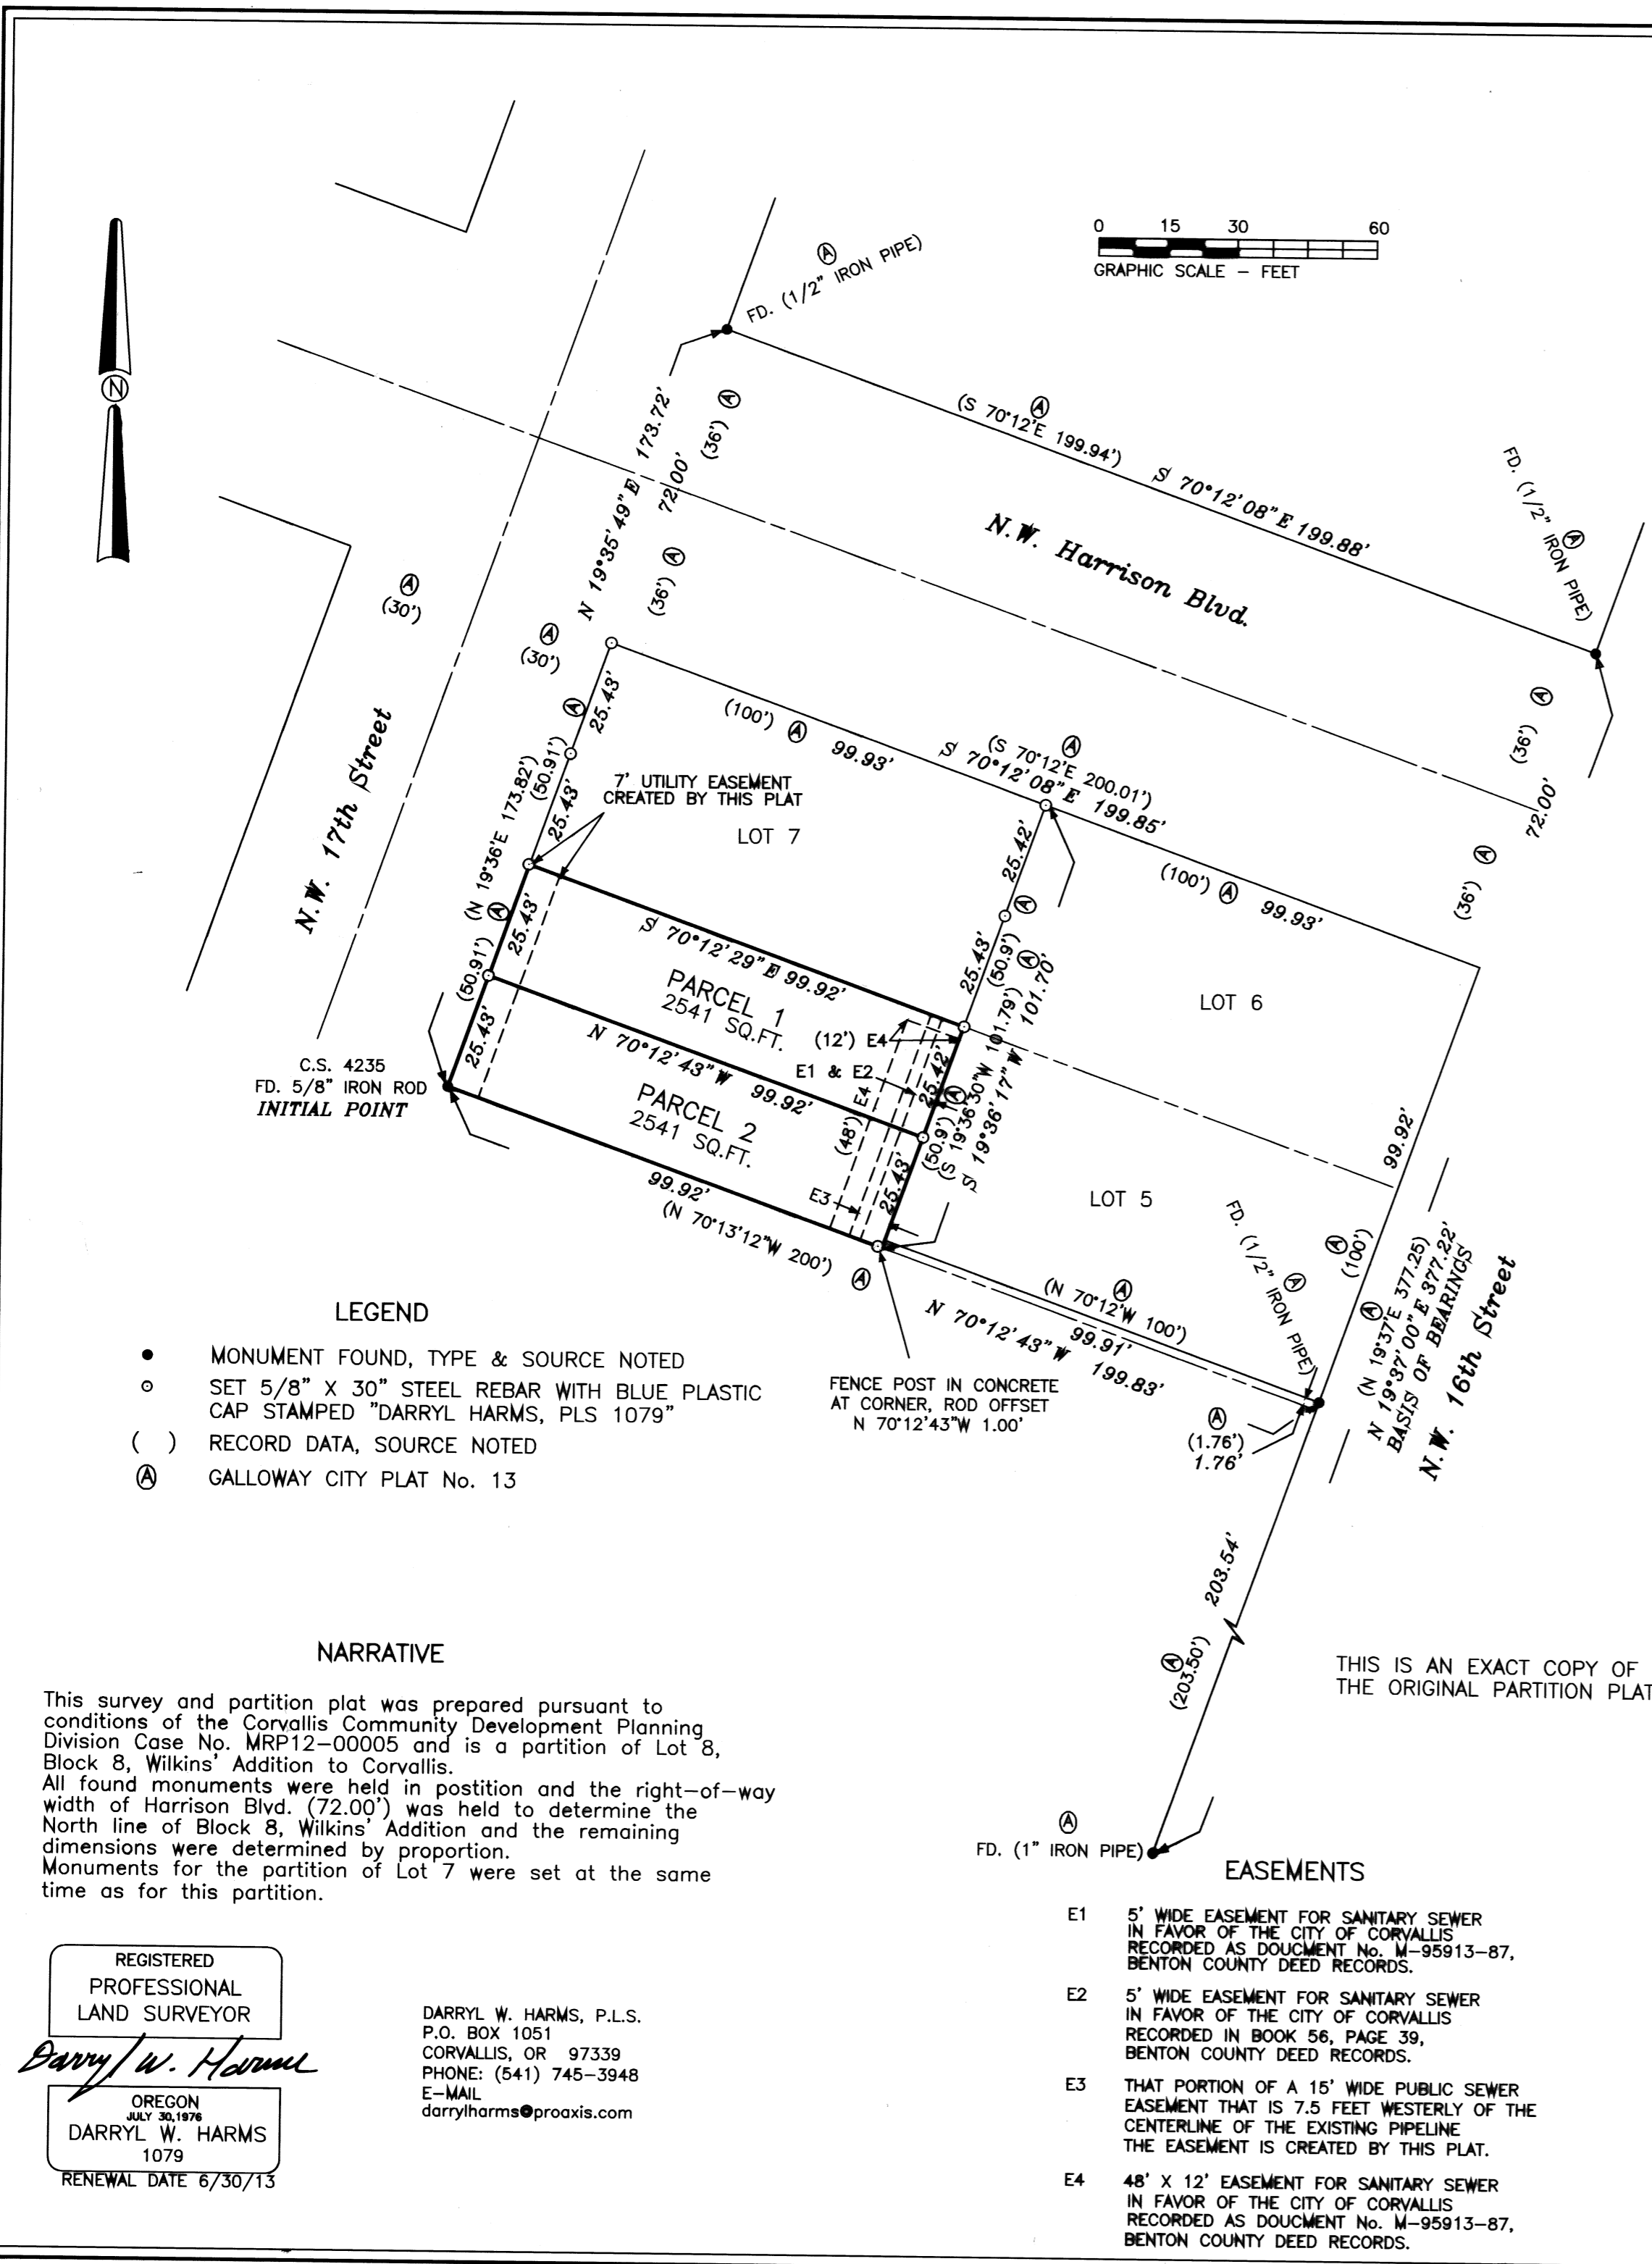 0 15 30 60
GRAPHIC SCALE – FEET
N
Ⓐ
FD. (1/2" IRON PIPE)
Ⓐ
(S 70°12'E 199.94')
S 70°12'08"E 199.88'
FD. (1/2" IRON PIPE)
Ⓐ
N.W. Harrison Blvd.
N 19°35'49"E 173.72'
72.00'
(36') Ⓐ
(36') Ⓐ
Ⓐ
(30')
Ⓐ
(30')
N.W. 17th Street
(36') Ⓐ
72.00'
(36') Ⓐ
(100') Ⓐ 99.93'
Ⓐ
(S 70°12'E 200.01')
S 70°12'08"E 199.85'
(100') Ⓐ 99.93'
25.43'
Ⓐ
(50.91')
25.43'
(N 19°36'E 173.82')
7' UTILITY EASEMENT
CREATED BY THIS PLAT
LOT 7
25.42'
Ⓐ
(50.9')
25.43'
LOT 6
Ⓐ
(50.91')
25.43'
25.43'
S 70°12'29"E 99.92'
PARCEL 1
2541 SQ.FT.
(12') E4
E1 & E2
N 70°12'43"W 99.92'
PARCEL 2
2541 SQ.FT.
(48') E4
E3
25.42'
25.43'
Ⓐ
(50.9')
Ⓐ
(S 19°36'30"W 101.79')
S 19°36'17"W 101.70'
C.S. 4235
FD. 5/8" IRON ROD
INITIAL POINT
99.92'
(N 70°13'12"W 200') Ⓐ
LOT 5
99.92'
Ⓐ
(100')
FD. (1/2" IRON PIPE)
Ⓐ
Ⓐ
(N 70°12'W 100')
99.91'
N 70°12'43"W 199.83'
Ⓐ
(N 19°37'E 377.25)
N 19°37'00"E 377.22'
BASIS OF BEARINGS
N.W. 16th Street
FENCE POST IN CONCRETE
AT CORNER, ROD OFFSET
N 70°12'43"W 1.00'
Ⓐ
(1.76')
1.76'
203.54'
Ⓐ
(203.50')
Ⓐ
FD. (1" IRON PIPE)
LEGEND
● MONUMENT FOUND, TYPE & SOURCE NOTED
⊙ SET 5/8" X 30" STEEL REBAR WITH BLUE PLASTIC
CAP STAMPED "DARRYL HARMS, PLS 1079"
( ) RECORD DATA, SOURCE NOTED
Ⓐ GALLOWAY CITY PLAT No. 13
NARRATIVE
This survey and partition plat was prepared pursuant to
conditions of the Corvallis Community Development Planning
Division Case No. MRP12–00005 and is a partition of Lot 8,
Block 8, Wilkins' Addition to Corvallis.
All found monuments were held in postition and the right–of–way
width of Harrison Blvd. (72.00') was held to determine the
North line of Block 8, Wilkins' Addition and the remaining
dimensions were determined by proportion.
Monuments for the partition of Lot 7 were set at the same
time as for this partition.
THIS IS AN EXACT COPY OF
THE ORIGINAL PARTITION PLAT
REGISTERED
PROFESSIONAL
LAND SURVEYOR
Darryl W. Harms
OREGON
JULY 30,1976
DARRYL W. HARMS
1079
RENEWAL DATE 6/30/13
DARRYL W. HARMS, P.L.S.
P.O. BOX 1051
CORVALLIS, OR 97339
PHONE: (541) 745–3948
E–MAIL
darrylharms@proaxis.com
EASEMENTS
E1 5' WIDE EASEMENT FOR SANITARY SEWER
IN FAVOR OF THE CITY OF CORVALLIS
RECORDED AS DOUCMENT No. M–95913–87,
BENTON COUNTY DEED RECORDS.
E2 5' WIDE EASEMENT FOR SANITARY SEWER
IN FAVOR OF THE CITY OF CORVALLIS
RECORDED IN BOOK 56, PAGE 39,
BENTON COUNTY DEED RECORDS.
E3 THAT PORTION OF A 15' WIDE PUBLIC SEWER
EASEMENT THAT IS 7.5 FEET WESTERLY OF THE
CENTERLINE OF THE EXISTING PIPELINE
THE EASEMENT IS CREATED BY THIS PLAT.
E4 48' X 12' EASEMENT FOR SANITARY SEWER
IN FAVOR OF THE CITY OF CORVALLIS
RECORDED AS DOUCMENT No. M–95913–87,
BENTON COUNTY DEED RECORDS.